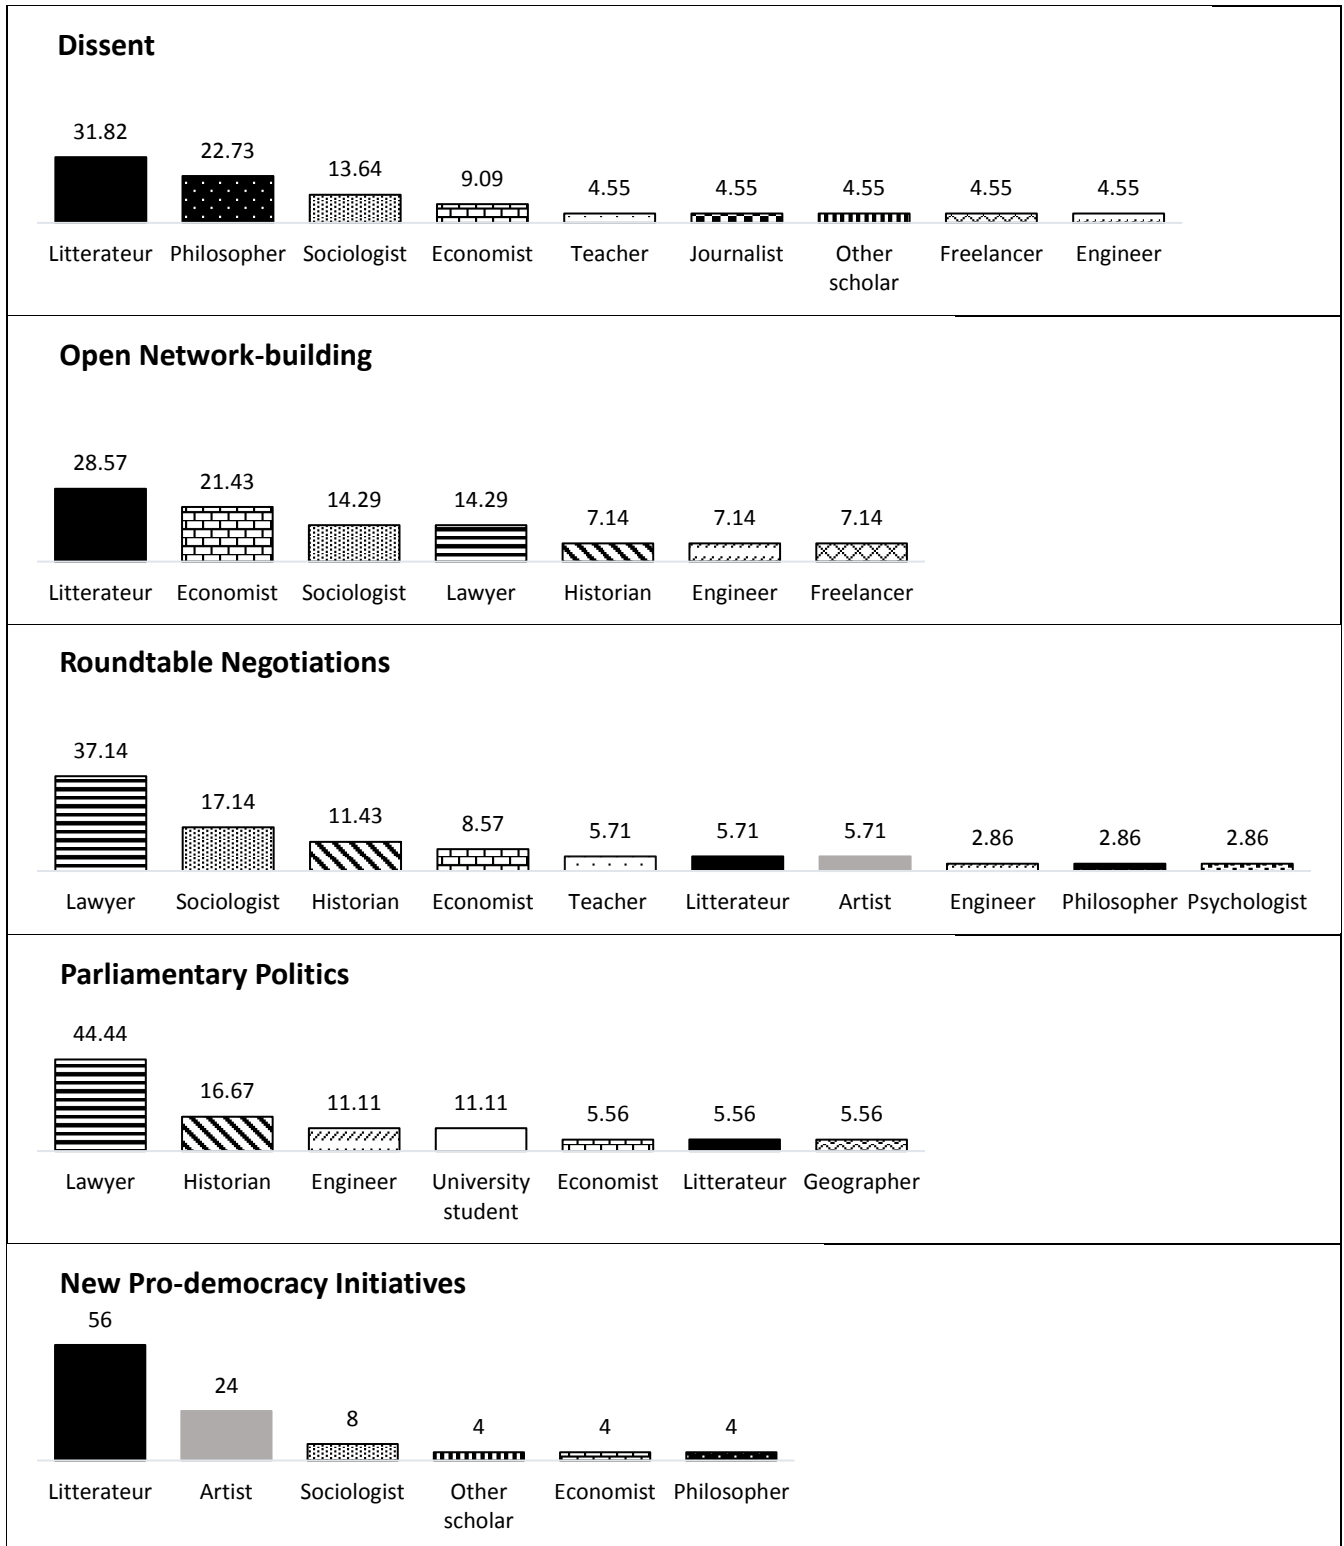 Dissent
31.82 22.73 13.64 9.09 4.55 4.55 4.55 4.55 4.55
Litterateur Philosopher Sociologist Economist Teacher Journalist Other scholar Freelancer Engineer
Open Network-building
28.57 21.43 14.29 14.29 7.14 7.14 7.14
Litterateur Economist Sociologist Lawyer Historian Engineer Freelancer
Roundtable Negotiations
37.14 17.14 11.43 8.57 5.71 5.71 5.71 2.86 2.86 2.86
Lawyer Sociologist Historian Economist Teacher Litterateur Artist Engineer Philosopher Psychologist
Parliamentary Politics
44.44 16.67 11.11 11.11 5.56 5.56 5.56
Lawyer Historian Engineer University student Economist Litterateur Geographer
New Pro-democracy Initiatives
56 24 8 4 4 4
Litterateur Artist Sociologist Other scholar Economist Philosopher